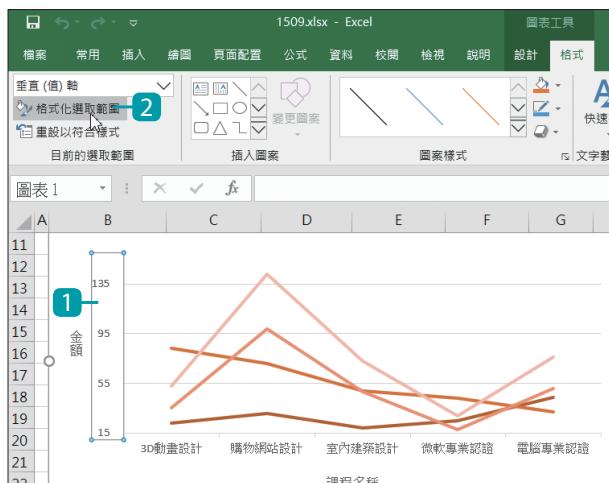 1509.xlsx - Excel
圖表工具
檔案 常用 插入 繪圖 頁面配置 公式 資料 校閱 檢視 說明 設計 格式
垂直 (值) 軸
格式化選取範圍
2
重設以符合樣式
目前的選取範圍
變更圖案
插入圖案
圖案樣式
快速
文字藝
圖表 1
fx
A B C D E F G
11
12
13
135
14
1
15
金額
95
16
17
55
18
19
20
15
3D動畫設計 購物網站設計 室內建築設計 微軟專業認證 電腦專業認證
21
課程名稱